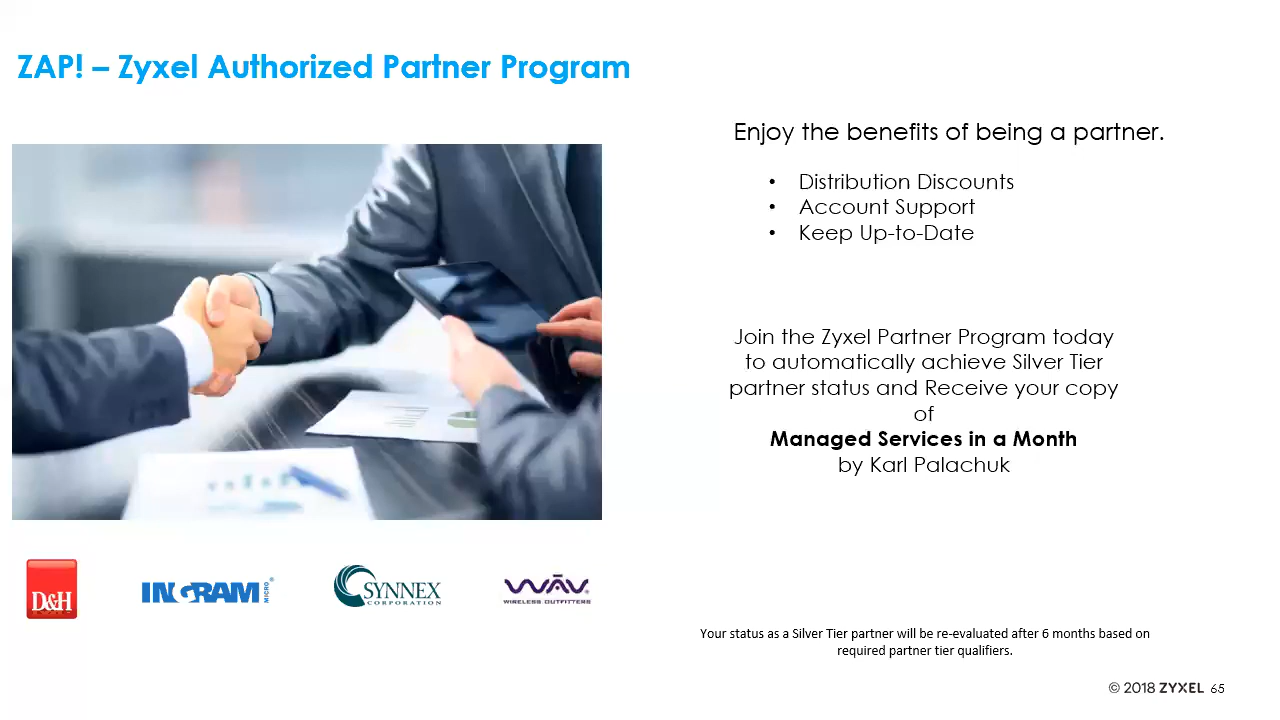 ZAP! – Zyxel Authorized Partner Program
Enjoy the benefits of being a partner.
• Distribution Discounts
• Account Support
• Keep Up-to-Date
Join the Zyxel Partner Program today
to automatically achieve Silver Tier
partner status and Receive your copy
of
Managed Services in a Month
by Karl Palachuk
D&H
INGRAM MICRO®
SYNNEX
CORPORATION
WĀV®
WIRELESS OUTFITTERS
Your status as a Silver Tier partner will be re-evaluated after 6 months based on
required partner tier qualifiers.
© 2018 ZYXEL 65